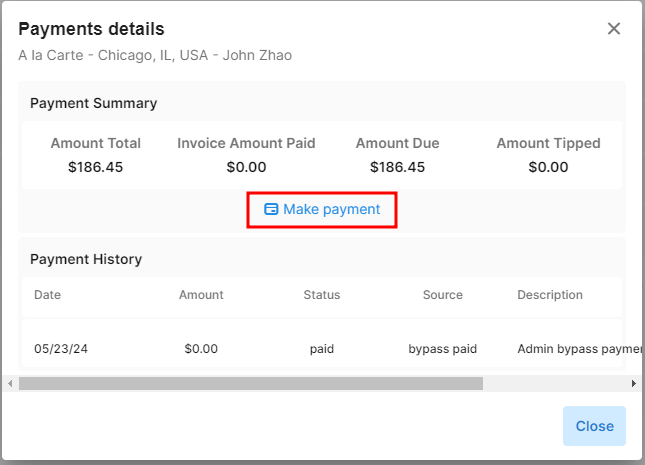 Payments details
A la Carte - Chicago, IL, USA - John Zhao
Payment Summary
Amount Total Invoice Amount Paid Amount Due Amount Tipped
$186.45 $0.00 $186.45 $0.00
Make payment
Payment History
Date Amount Status Source Description
05/23/24 $0.00 paid bypass paid Admin bypass paymen
Close